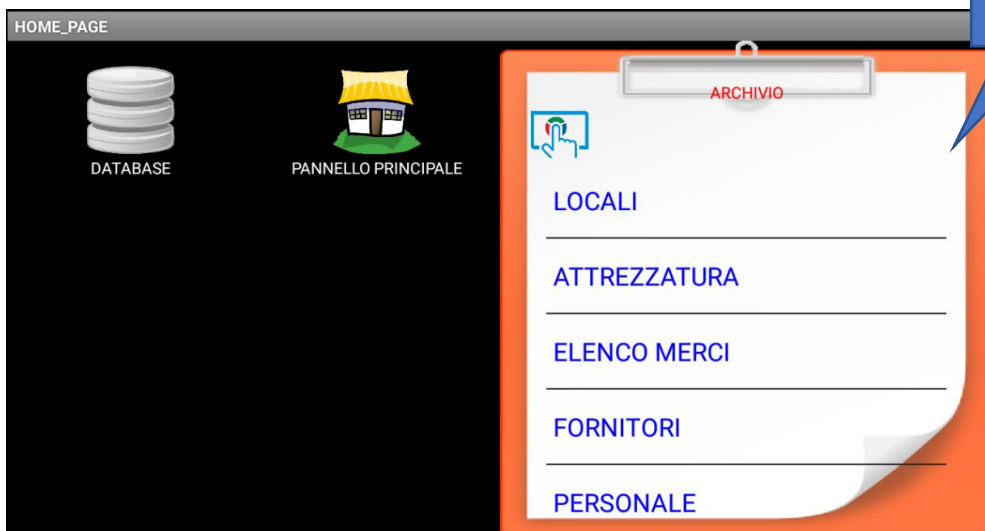 HOME_PAGE
DATABASE
PANNELLO PRINCIPALE
ARCHIVIO
LOCALI
ATTREZZATURA
ELENCO MERCI
FORNITORI
PERSONALE